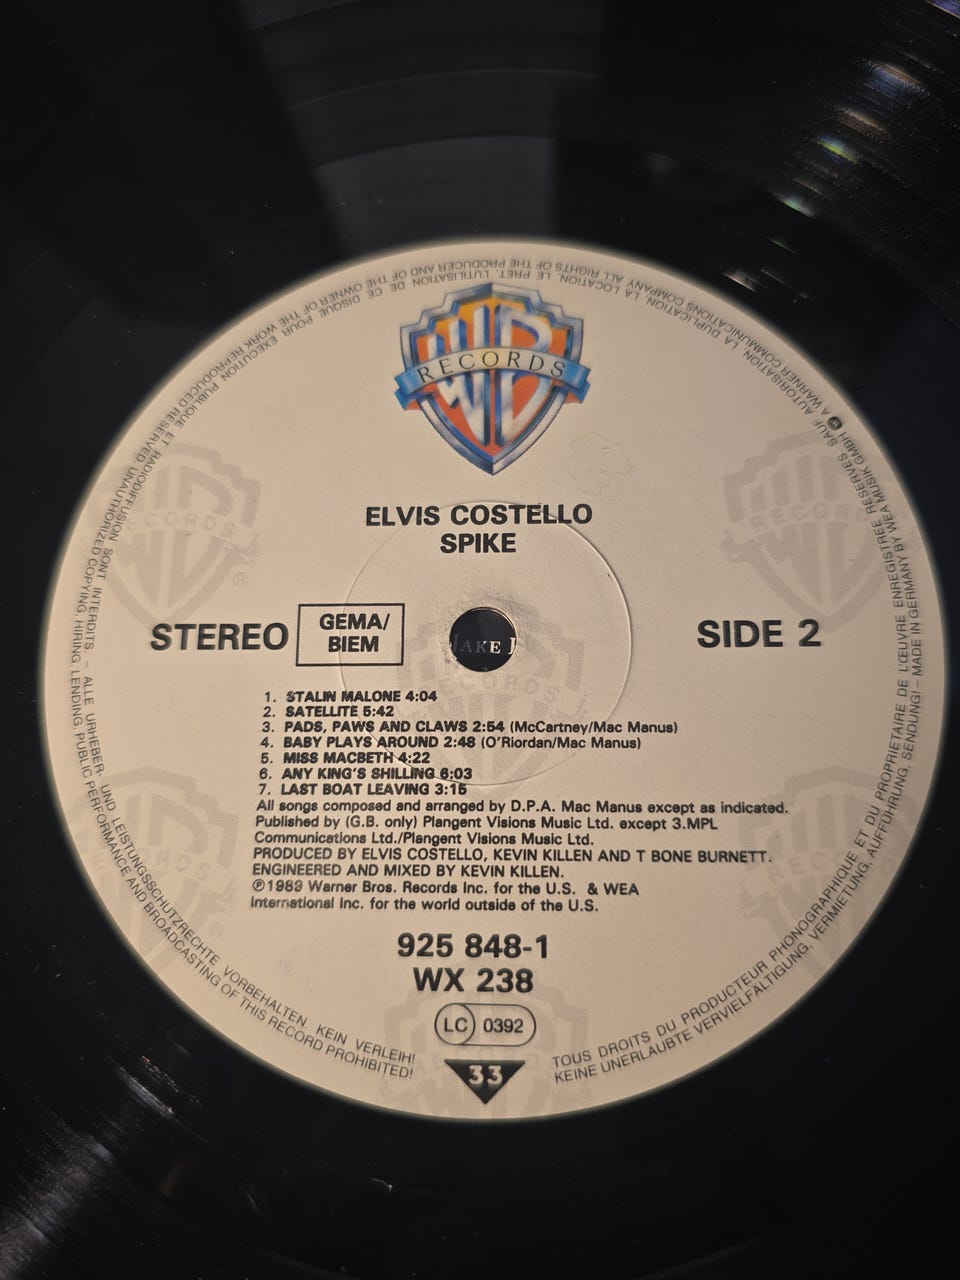 RECORDS
ELVIS COSTELLO
SPIKE
STEREO
GEMA/
BIEM
SIDE 2
1. STALIN MALONE 4:04
2. SATELLITE 5:42
3. PADS, PAWS AND CLAWS 2:54 (McCartney/Mac Manus)
4. BABY PLAYS AROUND 2:48 (O'Riordan/Mac Manus)
5. MISS MACBETH 4:22
6. ANY KING'S SHILLING 6:03
7. LAST BOAT LEAVING 3:15
All songs composed and arranged by D.P.A. Mac Manus except as indicated.
Published by (G.B. only) Plangent Visions Music Ltd. except 3.MPL
Communications Ltd./Plangent Visions Music Ltd.
PRODUCED BY ELVIS COSTELLO, KEVIN KILLEN AND T BONE BURNETT.
ENGINEERED AND MIXED BY KEVIN KILLEN.
℗1989 Warner Bros. Records Inc. for the U.S. & WEA
International Inc. for the world outside of the U.S.
925 848-1
WX 238
LC 0392
33
TOUS DROITS DU PRODUCTEUR PHONOGRAPHIQUE ET DU PROPRIETAIRE DE L'ŒUVRE ENREGISTREE RESERVES SAUF AUTORISATION, LA DUPLICATION, LA LOCATION, LE PRET, L'UTILISATION DE CE DISQUE POUR EXECUTION PUBLIQUE ET RADIODIFFUSION SONT INTERDITS. – ALLE URHEBER- UND LEISTUNGSSCHUTZRECHTE VORBEHALTEN. KEIN VERLEIH!
KEINE UNERLAUBTE VERVIELFÄLTIGUNG, VERMIETUNG, AUFFÜHRUNG, SENDUNG! – MADE IN GERMANY BY WEA MUSIK GMBH A WARNER COMMUNICATIONS COMPANY ALL RIGHTS OF THE PRODUCER AND OF THE OWNER OF THE WORK REPRODUCED RESERVED UNAUTHORIZED COPYING, HIRING, LENDING, PUBLIC PERFORMANCE AND BROADCASTING OF THIS RECORD PROHIBITED!